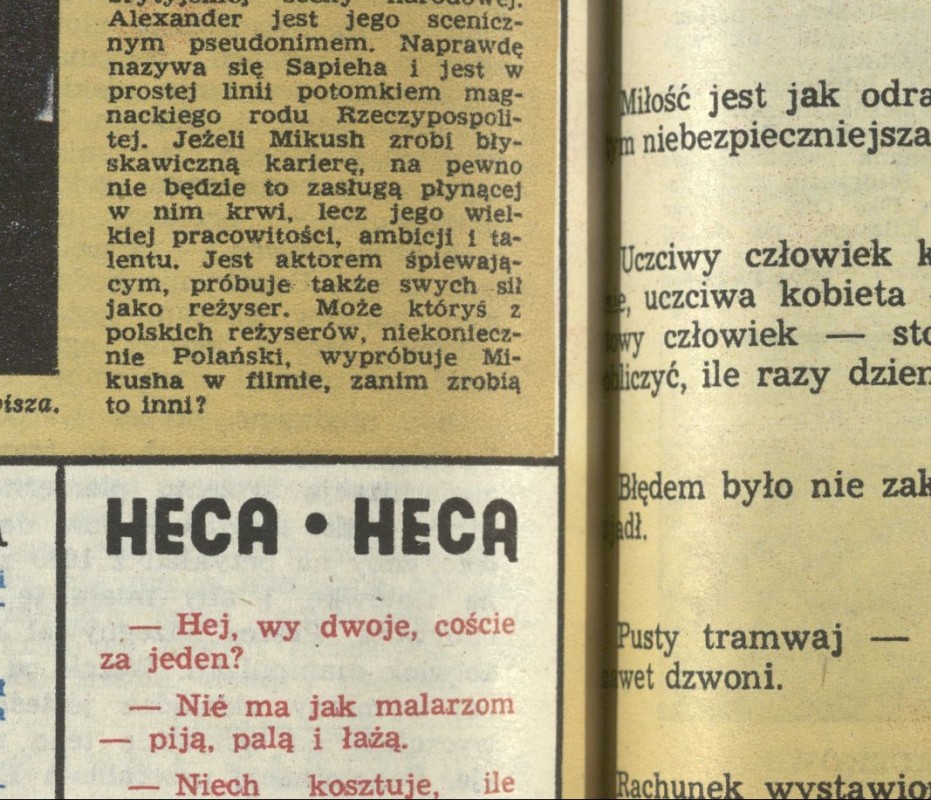 brytyjskiej sceny narodowej.
Alexander jest jego scenicz-
nym pseudonimem. Naprawdę
nazywa się Sapieha i jest w
prostej linii potomkiem mag-
nackiego rodu Rzeczypospoli-
tej. Jeżeli Mikush zrobi bły-
skawiczną karierę, na pewno
nie będzie to zasługą płynącej
w nim krwi, lecz jego wiel-
kiej pracowitości, ambicji i ta-
lentu. Jest aktorem śpiewają-
cym, próbuje także swych sił
jako reżyser. Może któryś z
polskich reżyserów, niekoniecz-
nie Polański, wypróbuje Mi-
kusha w filmie, zanim zrobią
to inni?
HECA • HECA
— Hej, wy dwoje, coście
za jeden?
— Nie ma jak malarzom
— piją, palą i łażą.
— Niech kosztuje, ile
Miłość jest jak odra
niebezpieczniejsza
Uczciwy człowiek k
uczciwa kobieta
człowiek — sto
ile razy dzien
Błędem było nie zak
jadł.
Pusty tramwaj —
nawet dzwoni.
Rachunek wystawion